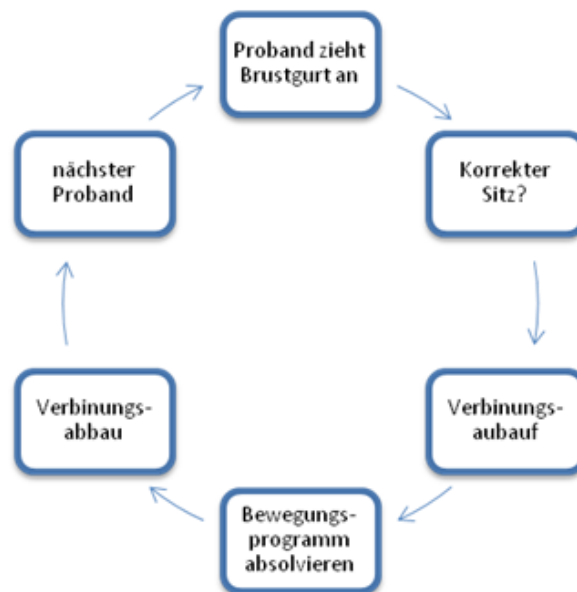 Proband zieht
Brustgurt an
Korrekter
Sitz?
Verbinungs-
aubauf
Bewegungs-
programm
absolvieren
Verbinungs-
abbau
nächster
Proband